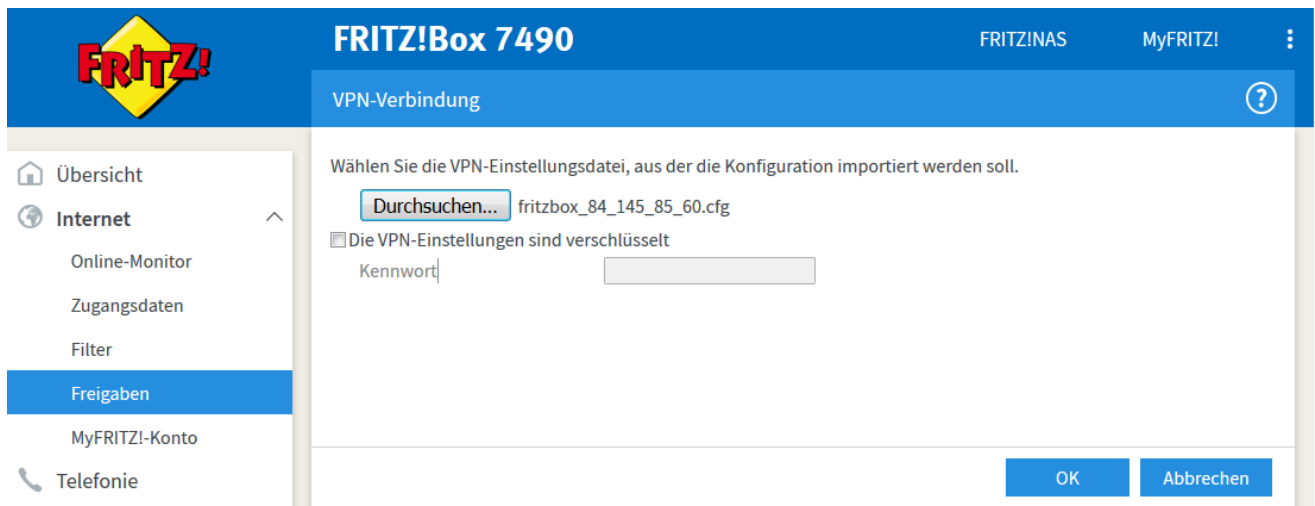 FRITZ!
FRITZ!Box 7490
FRITZ!NAS
MyFRITZ!
VPN-Verbindung
?
Übersicht
Internet
Online-Monitor
Zugangsdaten
Filter
Freigaben
MyFRITZ!-Konto
Telefonie
Wählen Sie die VPN-Einstellungsdatei, aus der die Konfiguration importiert werden soll.
Durchsuchen... fritzbox_84_145_85_60.cfg
Die VPN-Einstellungen sind verschlüsselt
Kennwort
OK
Abbrechen